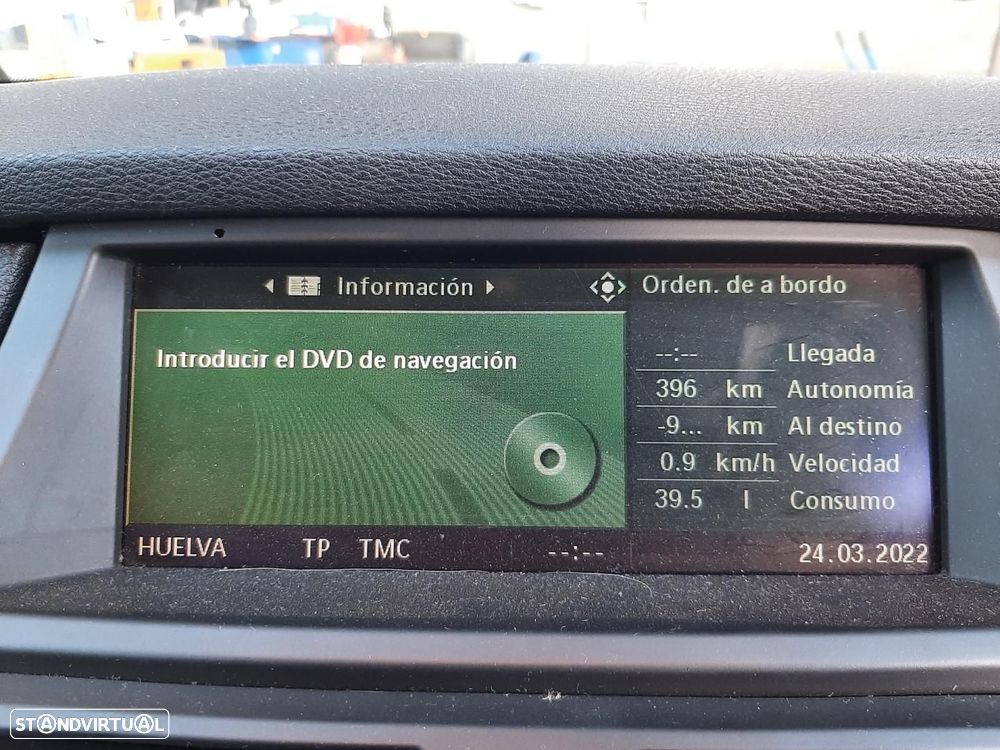 Información
Orden. de a bordo
Introducir el DVD de navegación
--:-- Llegada
396 km Autonomía
-9... km Al destino
0.9 km/h Velocidad
39.5 l Consumo
HUELVA TP TMC --:-- 24.03.2022
STANDVIRTUAL